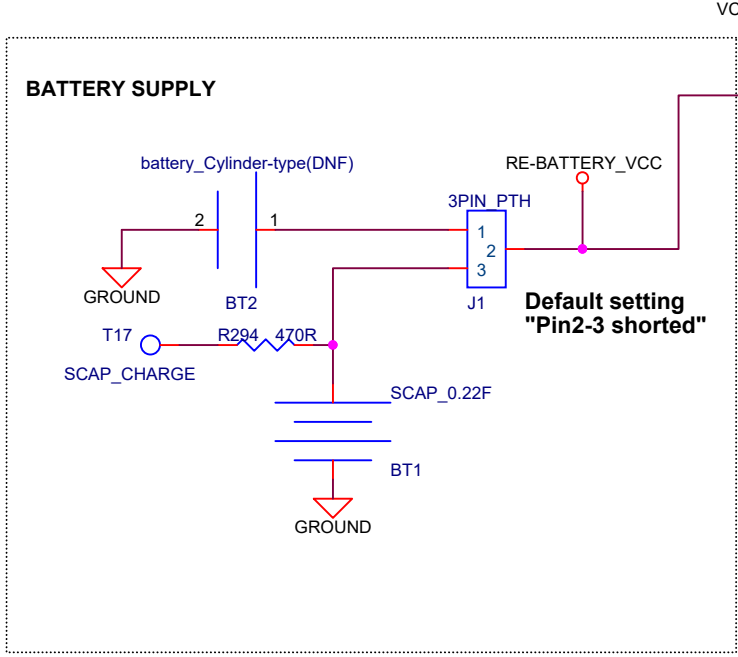 VC
BATTERY SUPPLY
battery_Cylinder-type(DNF)
RE-BATTERY_VCC
3PIN_PTH
2
1
1
2
3
GROUND
BT2
J1
Default setting
"Pin2-3 shorted"
T17
R294
470R
SCAP_CHARGE
SCAP_0.22F
BT1
GROUND